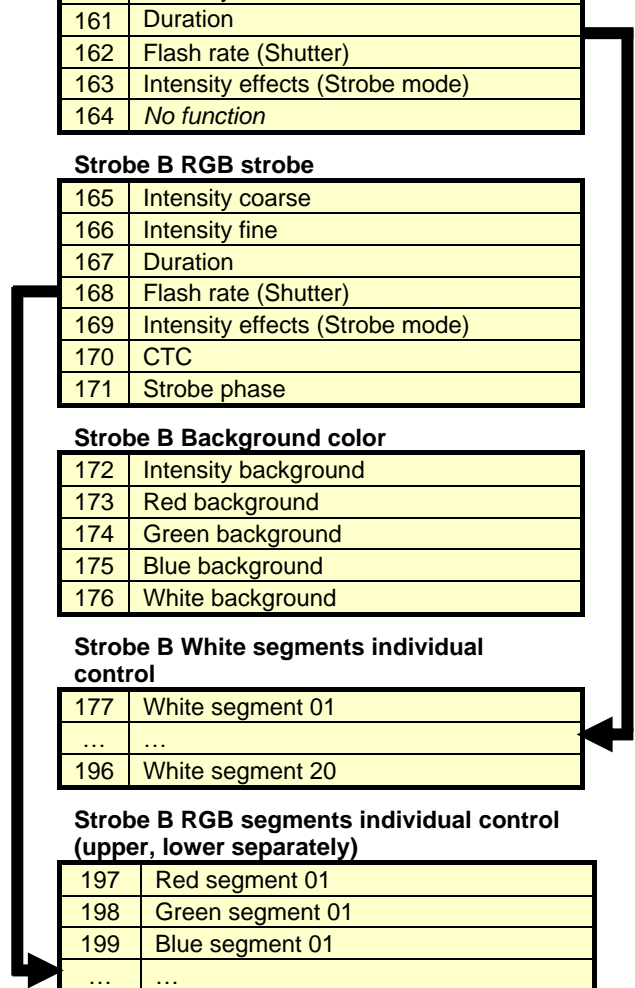 161 Duration
162 Flash rate (Shutter)
163 Intensity effects (Strobe mode)
164 No function
Strobe B RGB strobe
165 Intensity coarse
166 Intensity fine
167 Duration
168 Flash rate (Shutter)
169 Intensity effects (Strobe mode)
170 CTC
171 Strobe phase
Strobe B Background color
172 Intensity background
173 Red background
174 Green background
175 Blue background
176 White background
Strobe B White segments individual
control
177 White segment 01
… …
196 White segment 20
Strobe B RGB segments individual control
(upper, lower separately)
197 Red segment 01
198 Green segment 01
199 Blue segment 01
… …